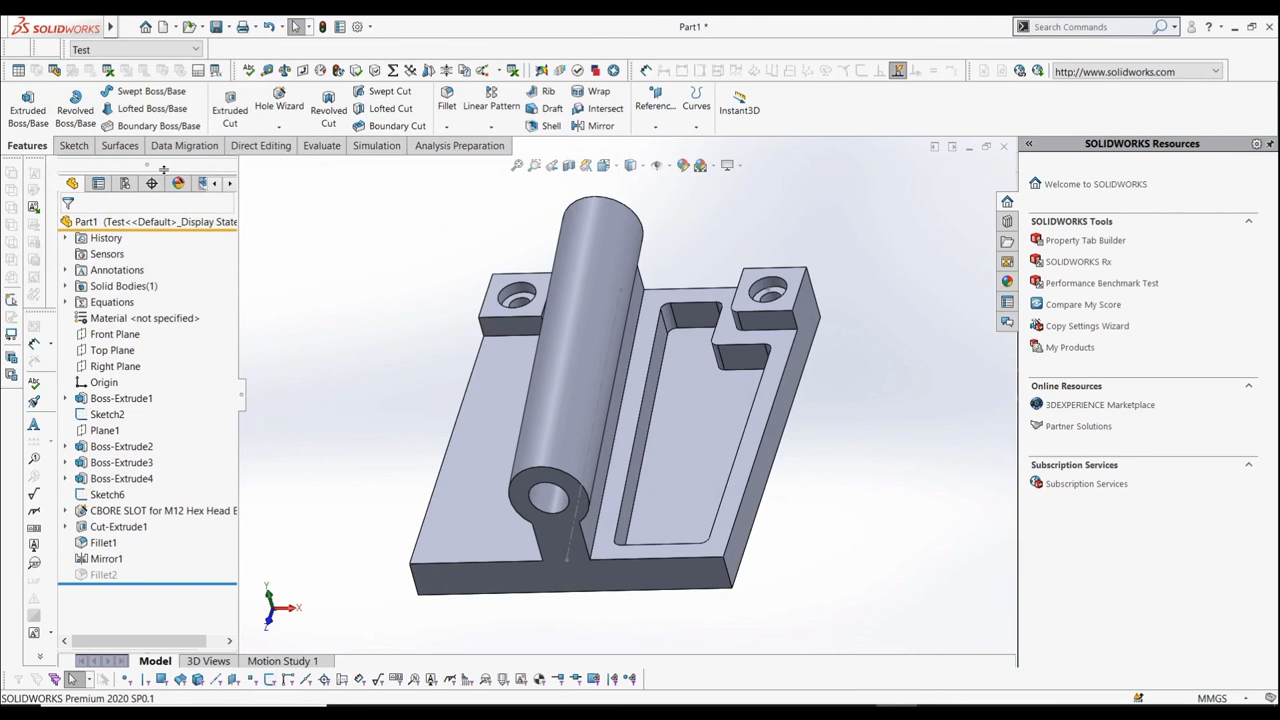 SOLIDWORKS
Part1 *
Search Commands
Test
http://www.solidworks.com
Extruded Boss/Base
Revolved Boss/Base
Swept Boss/Base
Lofted Boss/Base
Boundary Boss/Base
Extruded Cut
Hole Wizard
Revolved Cut
Swept Cut
Lofted Cut
Boundary Cut
Fillet
Linear Pattern
Rib
Draft
Shell
Wrap
Intersect
Mirror
Referenc...
Curves
Instant3D
Features
Sketch
Surfaces
Data Migration
Direct Editing
Evaluate
Simulation
Analysis Preparation
Part1 (Test<<Default>_Display State
History
Sensors
Annotations
Solid Bodies(1)
Equations
Material <not specified>
Front Plane
Top Plane
Right Plane
Origin
Boss-Extrude1
Sketch2
Plane1
Boss-Extrude2
Boss-Extrude3
Boss-Extrude4
Sketch6
CBORE SLOT for M12 Hex Head B
Cut-Extrude1
Fillet1
Mirror1
Fillet2
Y
X
Z
SOLIDWORKS Resources
Welcome to SOLIDWORKS
SOLIDWORKS Tools
Property Tab Builder
SOLIDWORKS Rx
Performance Benchmark Test
Compare My Score
Copy Settings Wizard
My Products
Online Resources
3DEXPERIENCE Marketplace
Partner Solutions
Subscription Services
Subscription Services
Model
3D Views
Motion Study 1
SOLIDWORKS Premium 2020 SP0.1
MMGS